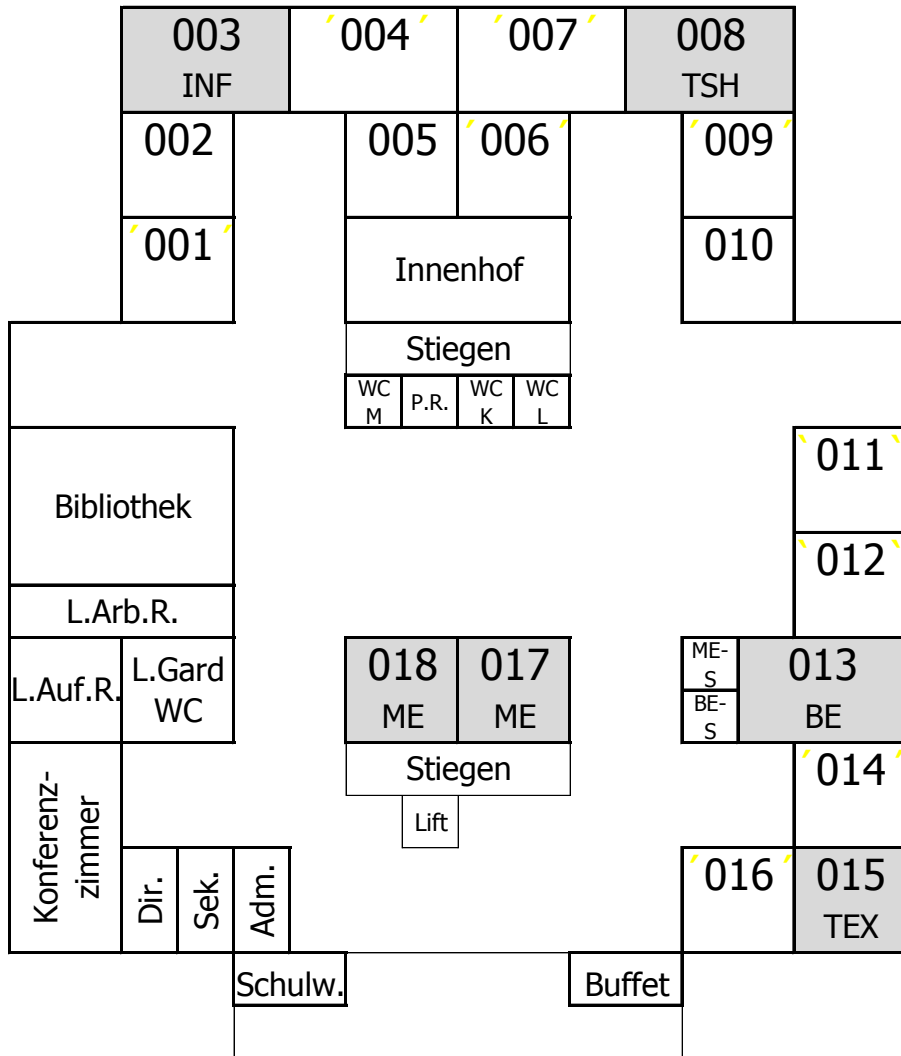 003 ′004′ ′007′ 008
INF TSH
002 005 ′006′ ′009′
′001′ Innenhof 010
Stiegen
WC M P.R. WC K WC L
Bibliothek ‵011‵
‵012‵
L.Arb.R.
L.Auf.R. L.Gard 018 017 ME- 013
WC ME ME S BE
BE-
S
Konferenz-
zimmer
Stiegen ′014′
Lift
Dir. Sek. Adm. ′016′ 015
TEX
Schulw. Buffet